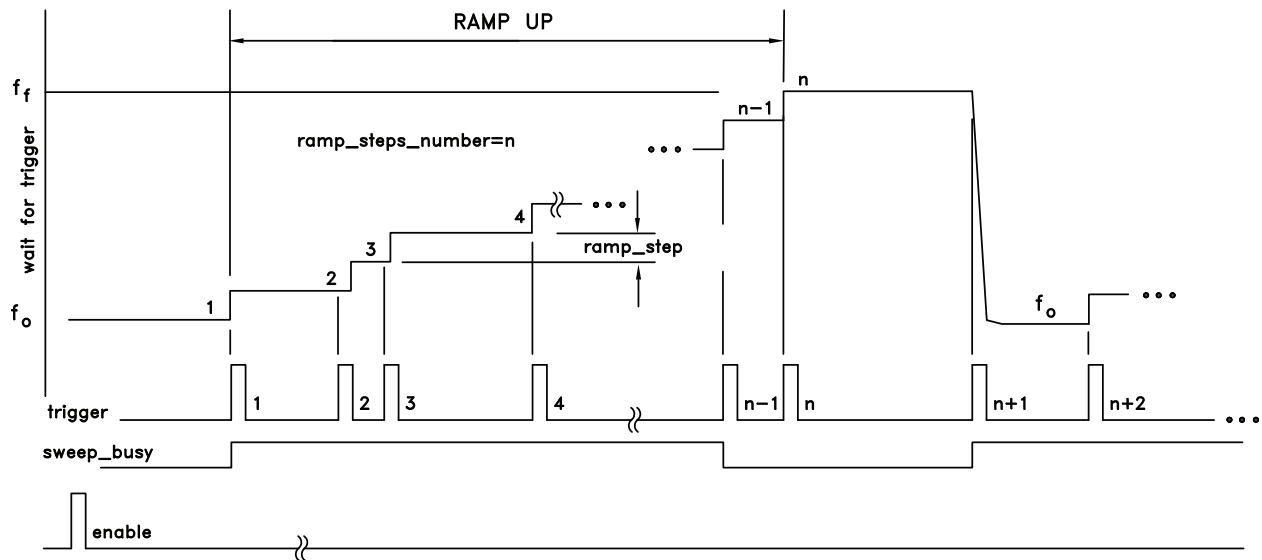 RAMP UP
f_f
n
n-1
ramp_steps_number=n
wait for trigger
4
ramp_step
3
2
1
f_o
f_o
trigger
1
2
3
4
n-1
n
n+1
n+2
sweep_busy
enable